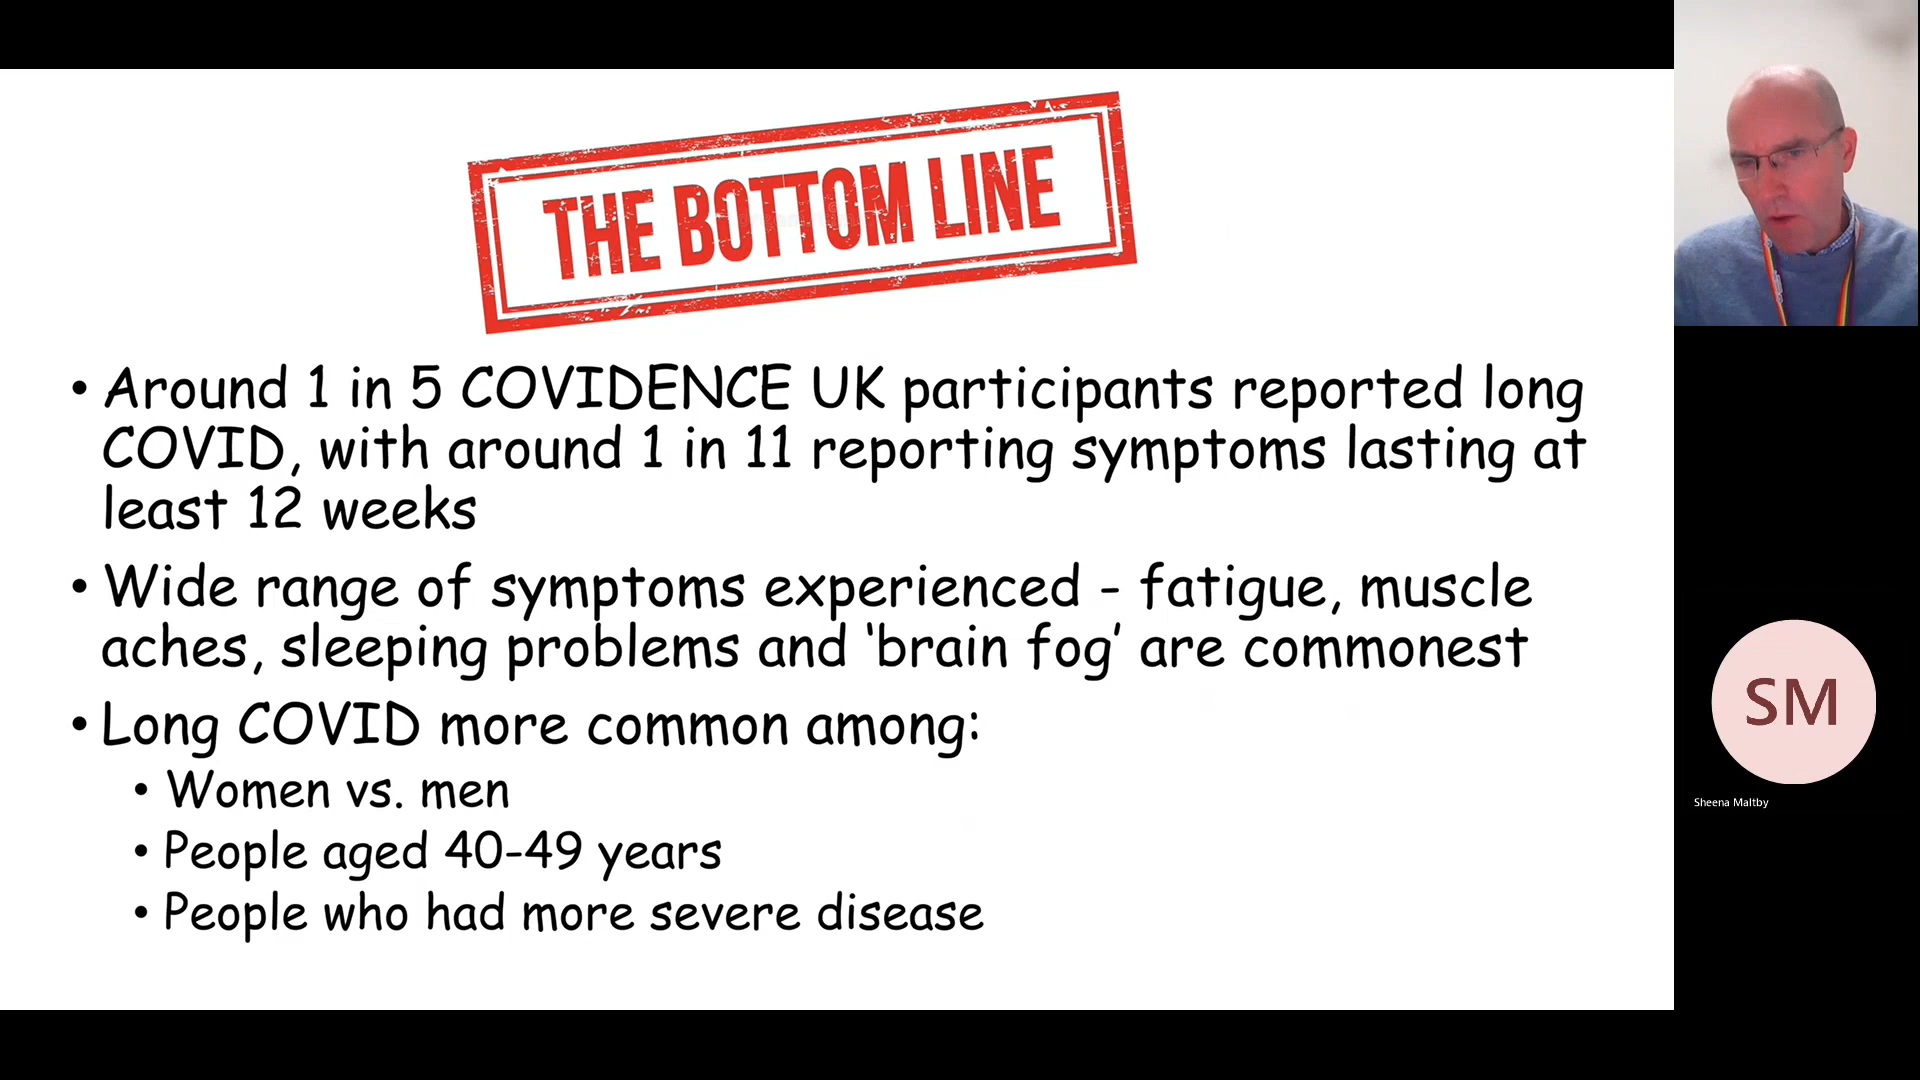 THE BOTTOM LINE
• Around 1 in 5 COVIDENCE UK participants reported long
COVID, with around 1 in 11 reporting symptoms lasting at
least 12 weeks
• Wide range of symptoms experienced - fatigue, muscle
aches, sleeping problems and ‘brain fog’ are commonest
• Long COVID more common among:
• Women vs. men
• People aged 40-49 years
• People who had more severe disease
SM
Sheena Maltby